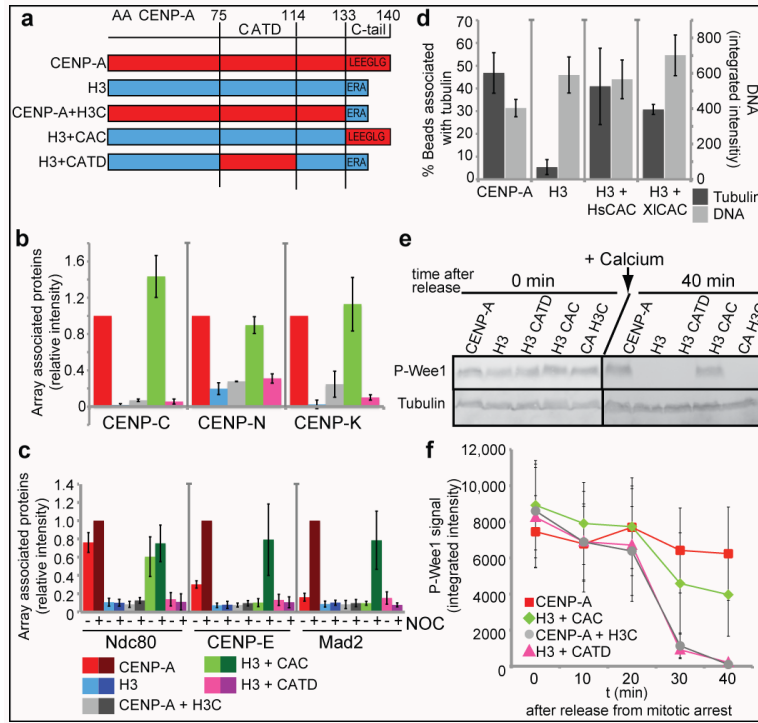 a
AA CENP-A 75 114 133 140
CATD C-tail
CENP-A LEEGLG
H3 ERA
CENP-A+H3C ERA
H3+CAC LEEGLG
H3+CATD ERA
b
Array associated proteins
(relative intensity)
1.6
1.2
0.8
0.4
0
CENP-C CENP-N CENP-K
c
Array associated proteins
(relative intensity)
1.0
0.8
0.6
0.4
0.2
0
- + - + - + - + - + - + - + - + - + - + - + - + - + - + - + NOC
Ndc80 CENP-E Mad2
CENP-A H3 + CAC
H3 H3 + CATD
CENP-A + H3C
d
% Beads associated
with tubulin
70
60
50
40
30
20
10
0
DNA
(integrated intensity)
800
600
400
200
0
CENP-A H3 H3 + HsCAC H3 + XlCAC
Tubulin
DNA
e
+ Calcium
time after
release
0 min 40 min
CENP-A H3 H3 CATD H3 CAC CA H3C CENP-A H3 H3 CATD H3 CAC CA H3C
P-Wee1
Tubulin
f
P-Wee1 signal
(integrated intensity)
12,000
10,000
8000
6000
4000
2000
0
CENP-A
H3 + CAC
CENP-A + H3C
H3 + CATD
0 10 20 30 40
t (min)
after release from mitotic arrest